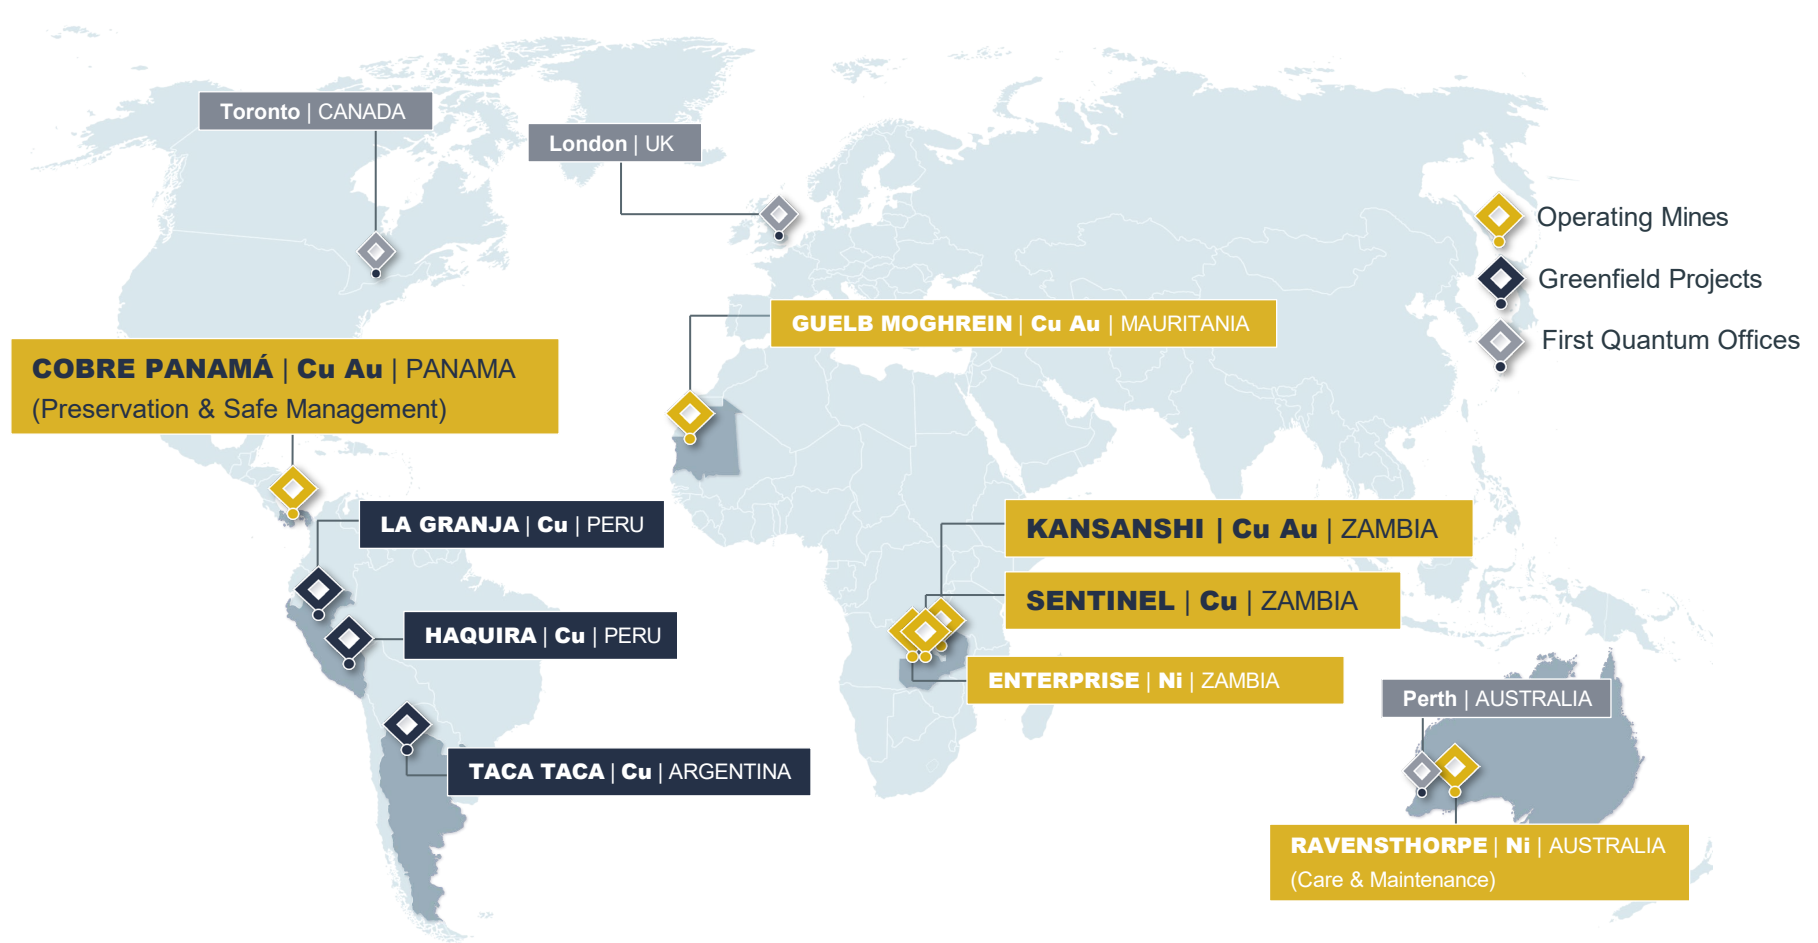 Toronto | CANADA
London | UK
Operating Mines
Greenfield Projects
First Quantum Offices
GUELB MOGHREIN | Cu Au | MAURITANIA
COBRE PANAMÁ | Cu Au | PANAMA
(Preservation & Safe Management)
LA GRANJA | Cu | PERU
KANSANSHI | Cu Au | ZAMBIA
SENTINEL | Cu | ZAMBIA
HAQUIRA | Cu | PERU
ENTERPRISE | Ni | ZAMBIA
Perth | AUSTRALIA
TACA TACA | Cu | ARGENTINA
RAVENSTHORPE | Ni | AUSTRALIA
(Care & Maintenance)